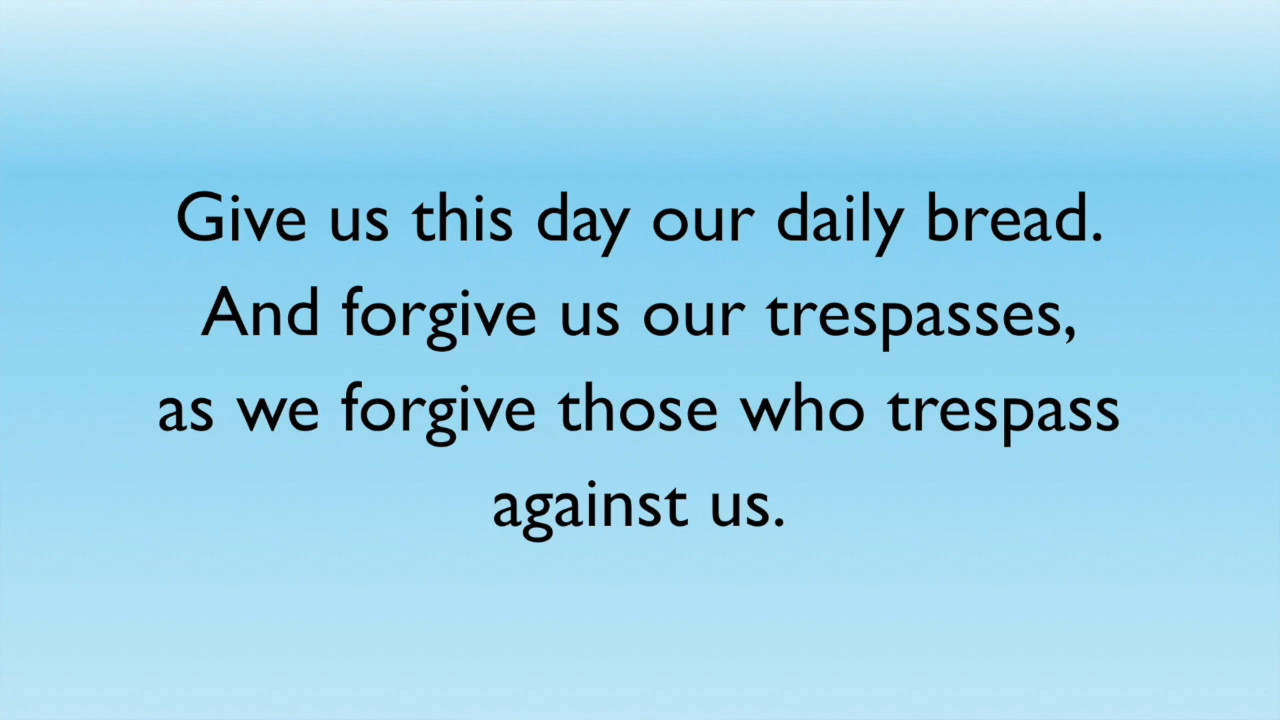 Give us this day our daily bread.
And forgive us our trespasses,
as we forgive those who trespass
against us.